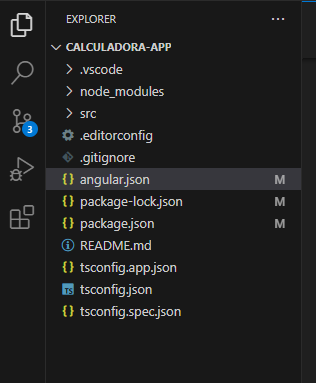 EXPLORER
CALCULADORA-APP
.vscode
node_modules
src
.editorconfig
.gitignore
{} angular.json M
{} package-lock.json M
{} package.json M
README.md
{} tsconfig.app.json
TS tsconfig.json
{} tsconfig.spec.json
3